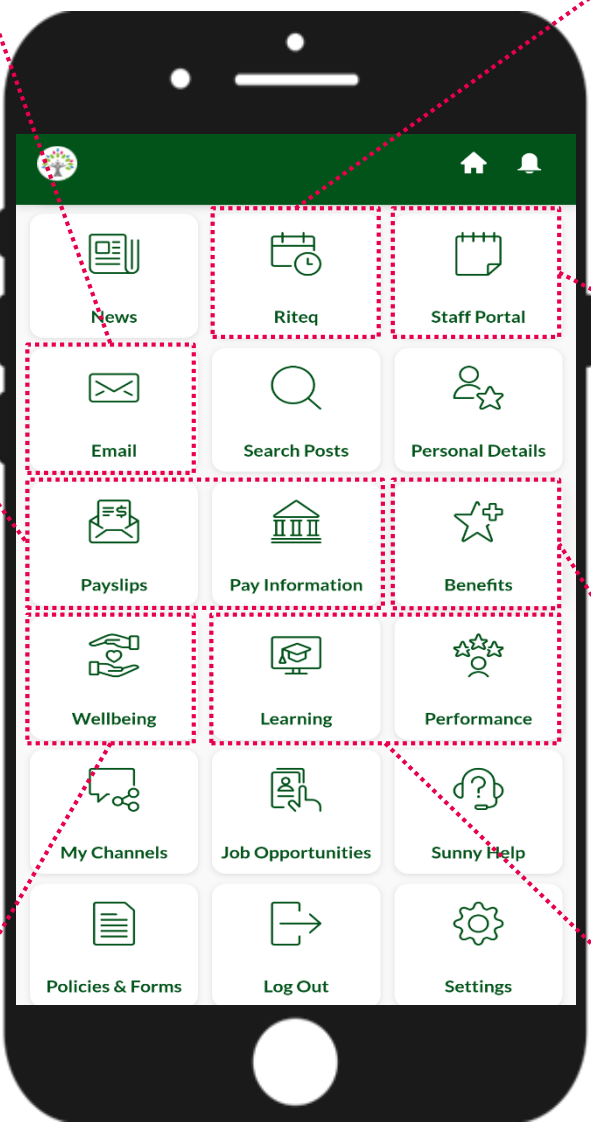 News
Riteq
Staff Portal
Email
Search Posts
Personal Details
Payslips
Pay Information
Benefits
Wellbeing
Learning
Performance
My Channels
Job Opportunities
Sunny Help
Policies & Forms
Log Out
Settings